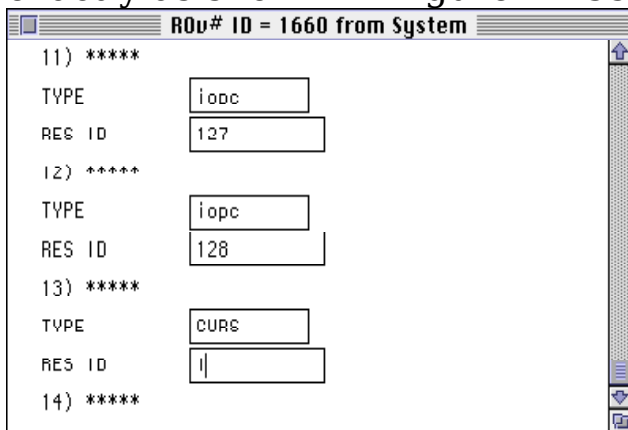 ROv# ID = 1660 from System
11) *****
TYPE iopc
RES ID 127
12) *****
TYPE iopc
RES ID 128
13) *****
TYPE CURS
RES ID 1
14) *****